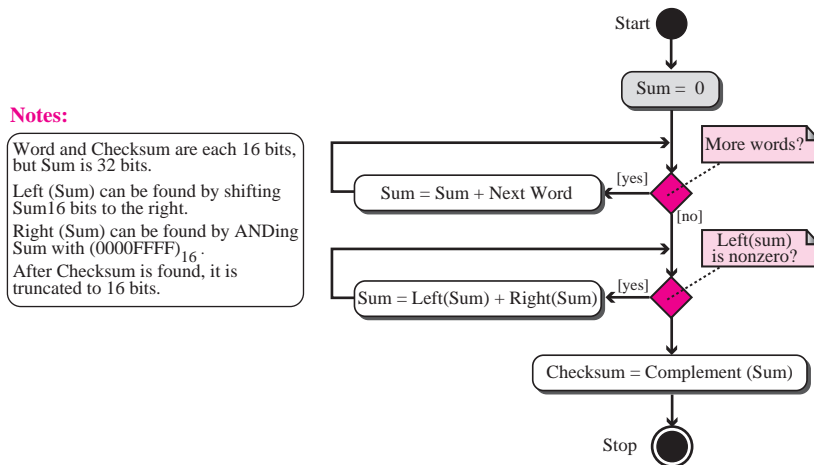 Start
Sum = 0
Notes:
Word and Checksum are each 16 bits,
but Sum is 32 bits.
Left (Sum) can be found by shifting
Sum16 bits to the right.
Right (Sum) can be found by ANDing
Sum with (0000FFFF)16 .
After Checksum is found, it is
truncated to 16 bits.
More words?
[yes]
Sum = Sum + Next Word
[no]
Left(sum)
is nonzero?
[yes]
Sum = Left(Sum) + Right(Sum)
Checksum = Complement (Sum)
Stop